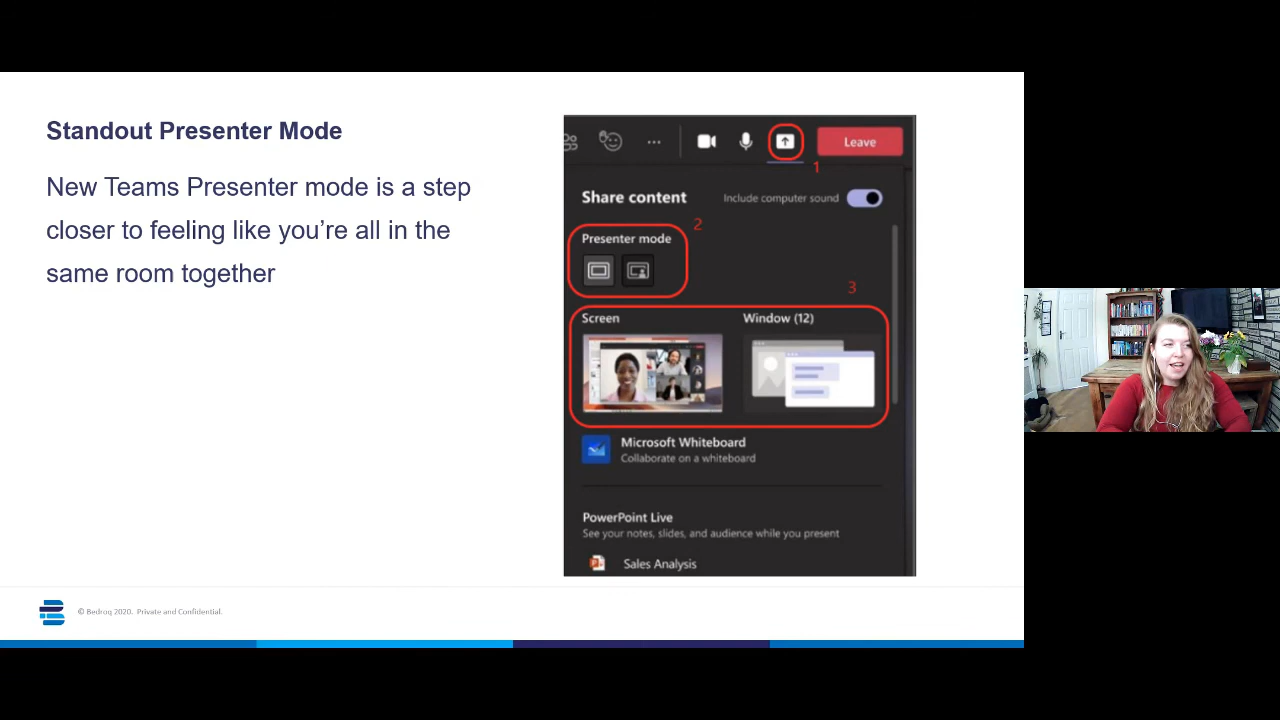 Standout Presenter Mode
New Teams Presenter mode is a step
closer to feeling like you’re all in the
same room together
Leave
1
Share content
Include computer sound
2
Presenter mode
3
Screen
Window (12)
Microsoft Whiteboard
Collaborate on a whiteboard
PowerPoint Live
See your notes, slides, and audience while you present
Sales Analysis
© Bedroq 2020. Private and Confidential.